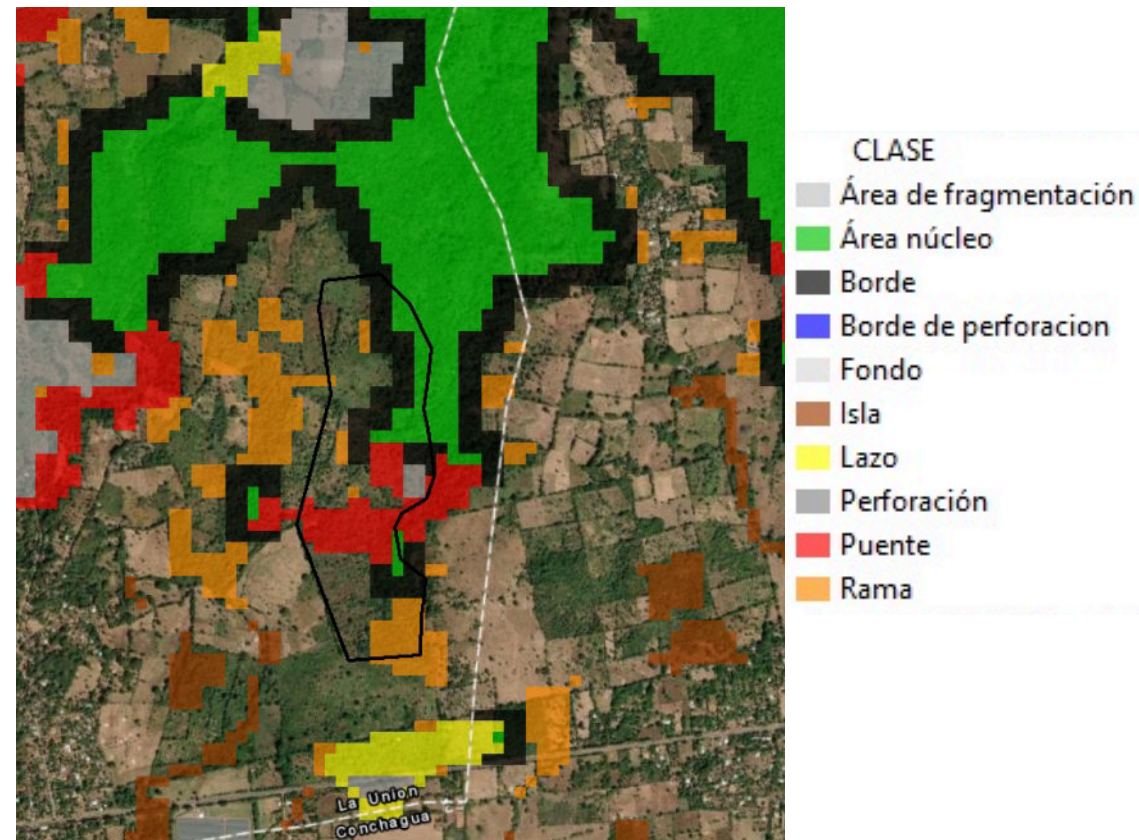 CLASE
Área de fragmentación
Área núcleo
Borde
Borde de perforacion
Fondo
Isla
Lazo
Perforación
Puente
Rama
La Union
Conchagua